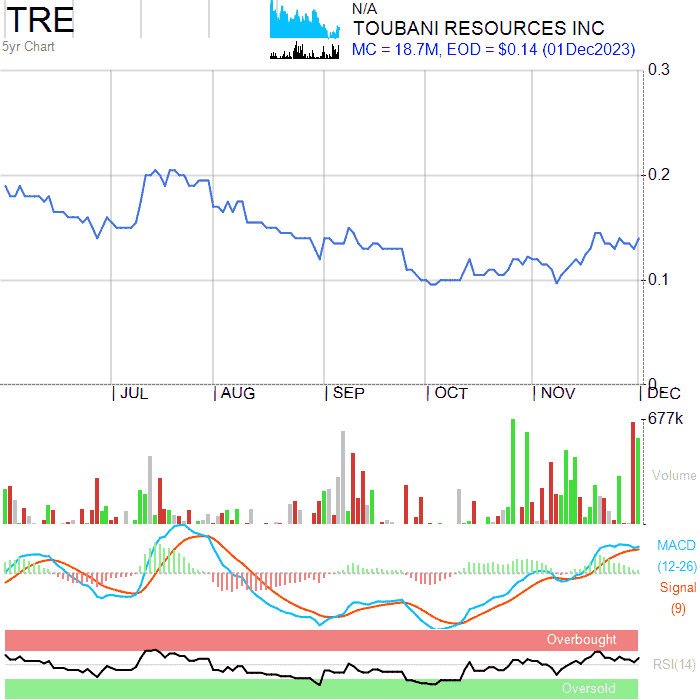 TRE
5yr Chart
N/A
TOUBANI RESOURCES INC
MC = 18.7M, EOD = $0.14 (01Dec2023)
0.3
0.2
0.1
0
JUL
AUG
SEP
OCT
NOV
DEC
677k
Volume
MACD
(12-26)
Signal
(9)
Overbought
RSI(14)
Oversold